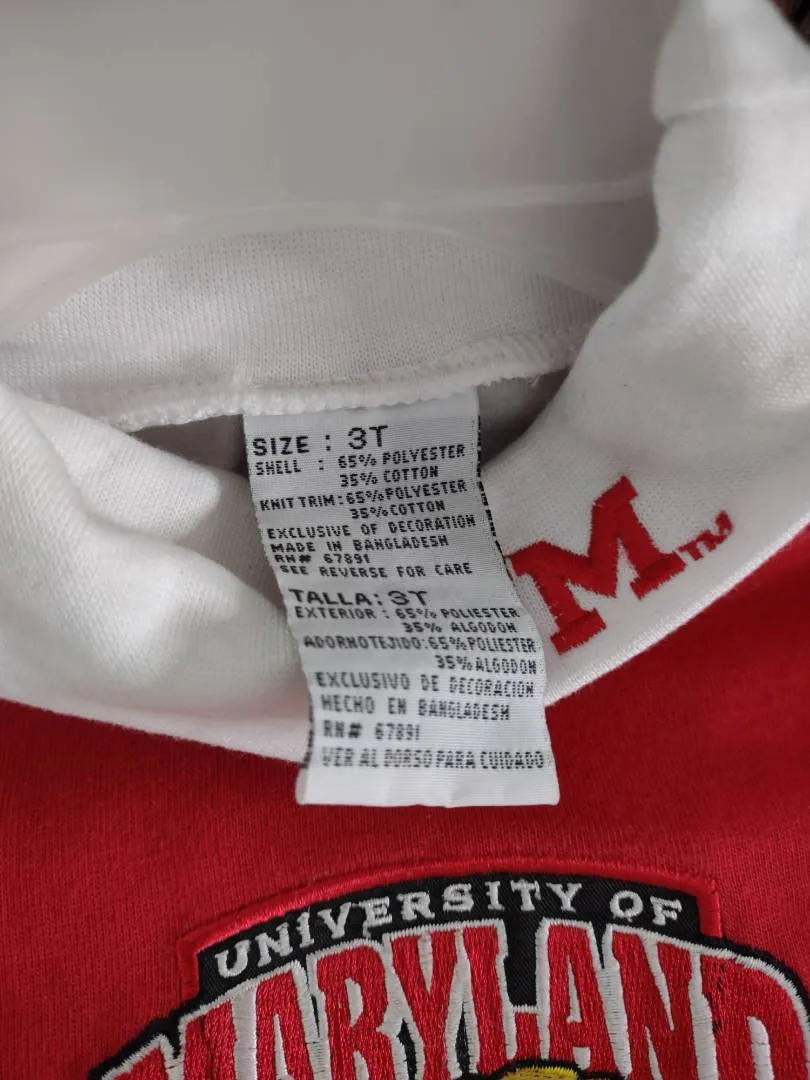 SIZE : 3T
SHELL : 65% POLYESTER
35% COTTON
KNIT TRIM: 65% POLYESTER
35% COTTON
EXCLUSIVE OF DECORATION
MADE IN BANGLADESH
RN# 67891
SEE REVERSE FOR CARE
TALLA: 3T
EXTERIOR : 65% POLIESTER
35% ALGODON
ADORNOTEJIDO: 65% POLIESTER
35% ALGODON
EXCLUSIVO DE DECORACION
HECHO EN BANGLADESH
RN# 67891
VER AL DORSO PARA CUIDADO
M TM
UNIVERSITY OF
MARYLAND